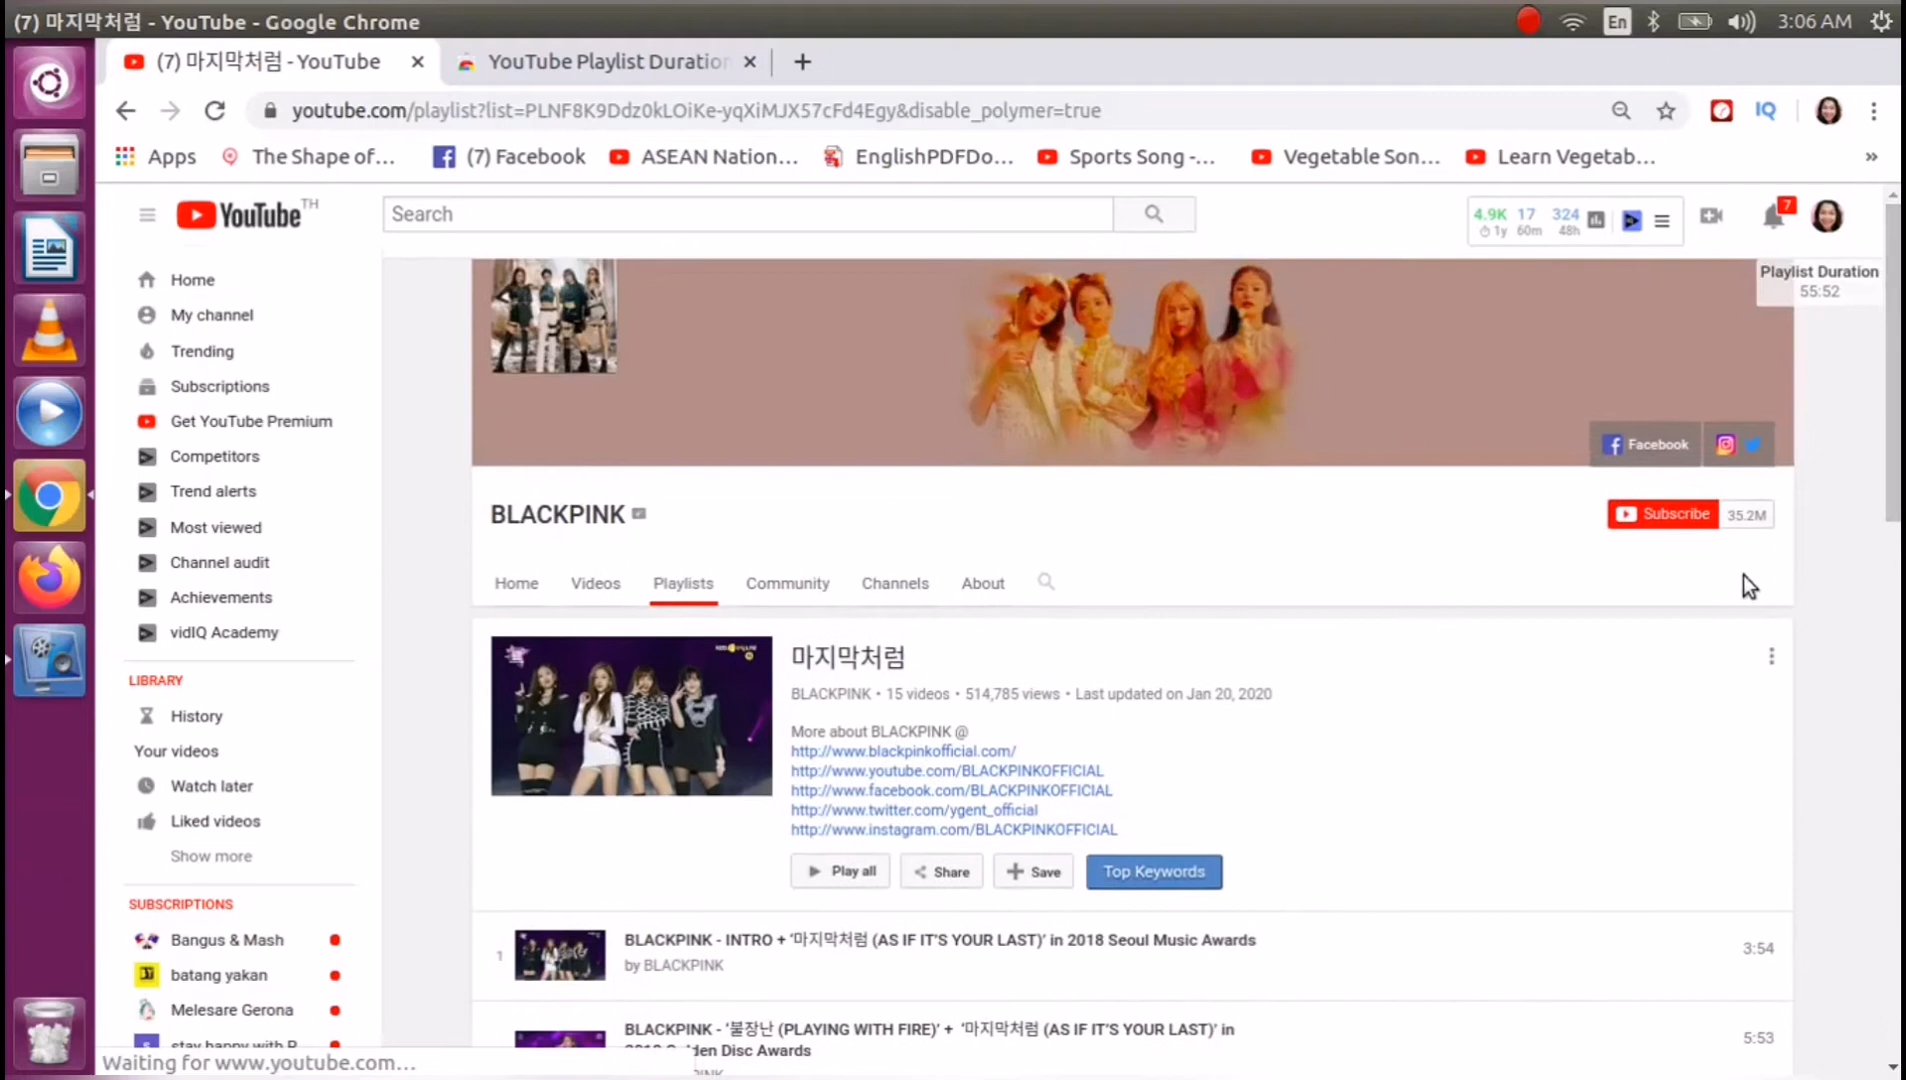 (7) 마지막처럼 - YouTube - Google Chrome
En
3:06 AM
(7) 마지막처럼 - YouTube
YouTube Playlist Duration
youtube.com/playlist?list=PLNF8K9Ddz0kLOiKe-yqXiMJX57cFd4Egy&disable_polymer=true
IQ
Apps
The Shape of...
(7) Facebook
ASEAN Nation...
EnglishPDFDo...
Sports Song -...
Vegetable Son...
Learn Vegetab...
YouTube TH
Search
4.9K 17 324
1y 60m 48h
7
Home
My channel
Trending
Subscriptions
Get YouTube Premium
Competitors
Trend alerts
Most viewed
Channel audit
Achievements
vidIQ Academy
LIBRARY
History
Your videos
Watch later
Liked videos
Show more
SUBSCRIPTIONS
Bangus & Mash
batang yakan
Melesare Gerona
Waiting for www.youtube.com...
Playlist Duration
55:52
Facebook
BLACKPINK
Subscribe 35.2M
Home
Videos
Playlists
Community
Channels
About
마지막처럼
BLACKPINK • 15 videos • 514,785 views • Last updated on Jan 20, 2020
More about BLACKPINK @
http://www.blackpinkofficial.com/
http://www.youtube.com/BLACKPINKOFFICIAL
http://www.facebook.com/BLACKPINKOFFICIAL
http://www.twitter.com/ygent_official
http://www.instagram.com/BLACKPINKOFFICIAL
Play all
Share
Save
Top Keywords
1
BLACKPINK - INTRO + '마지막처럼 (AS IF IT'S YOUR LAST)' in 2018 Seoul Music Awards
by BLACKPINK
3:54
BLACKPINK - '불장난 (PLAYING WITH FIRE)' + '마지막처럼 (AS IF IT'S YOUR LAST)' in
Disc Awards
5:53